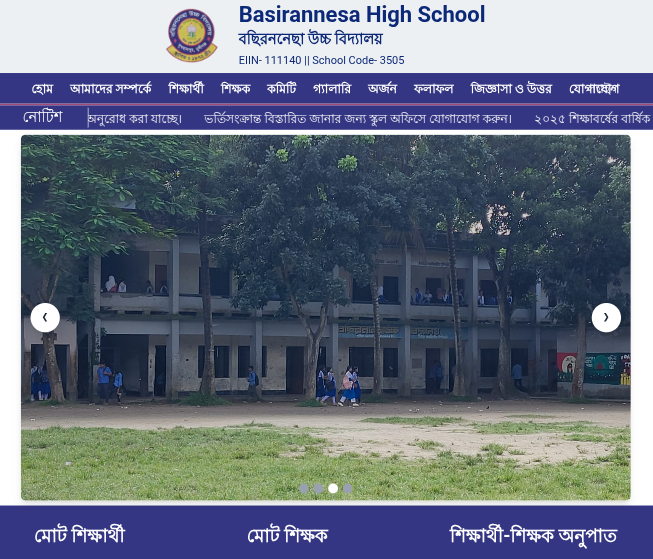 Basirannesa High School
বছিরননেছা উচ্চ বিদ্যালয়
EIIN- 111140 || School Code- 3505
হোম আমাদের সম্পর্কে শিক্ষার্থী শিক্ষক কমিটি গ্যালারি অর্জন ফলাফল জিজ্ঞাসা ও উত্তর
নোটিশ অনুরোধ করা যাচ্ছে। ভর্তিসংক্রান্ত বিস্তারিত জানার জন্য স্কুল অফিসে যোগাযোগ করুন। ২০২৫ শিক্ষাবর্ষের বার্ষিক
মোট শিক্ষার্থী মোট শিক্ষক শিক্ষার্থী-শিক্ষক অনুপাত